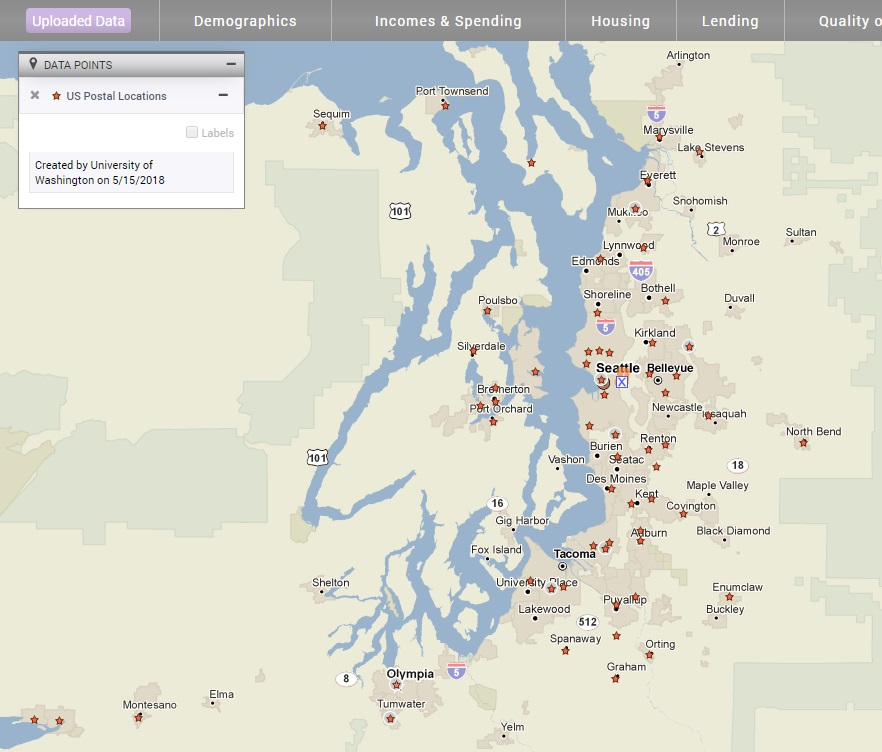 Uploaded Data
Demographics
Incomes & Spending
Housing
Lending
Quality o
DATA POINTS
US Postal Locations
Labels
Created by University of
Washington on 5/15/2018
Arlington
Port Townsend
Sequim
5
Marysville
Lake Stevens
Everett
Snohomish
101
Mukilteo
2
Sultan
Monroe
Lynnwood
Edmonds
405
Bothell
Shoreline
Poulsbo
Duvall
5
Kirkland
Silverdale
Seattle
Bellevue
Bremerton
Port Orchard
Newcastle
Issaquah
North Bend
Renton
Burien
101
Vashon
Seatac
18
Des Moines
Maple Valley
Kent
16
Covington
Gig Harbor
Auburn
Black Diamond
Fox Island
Tacoma
Shelton
University Place
Enumclaw
Puyallup
Lakewood
Buckley
512
Spanaway
Orting
Graham
8
Olympia
5
Elma
Montesano
Tumwater
Yelm